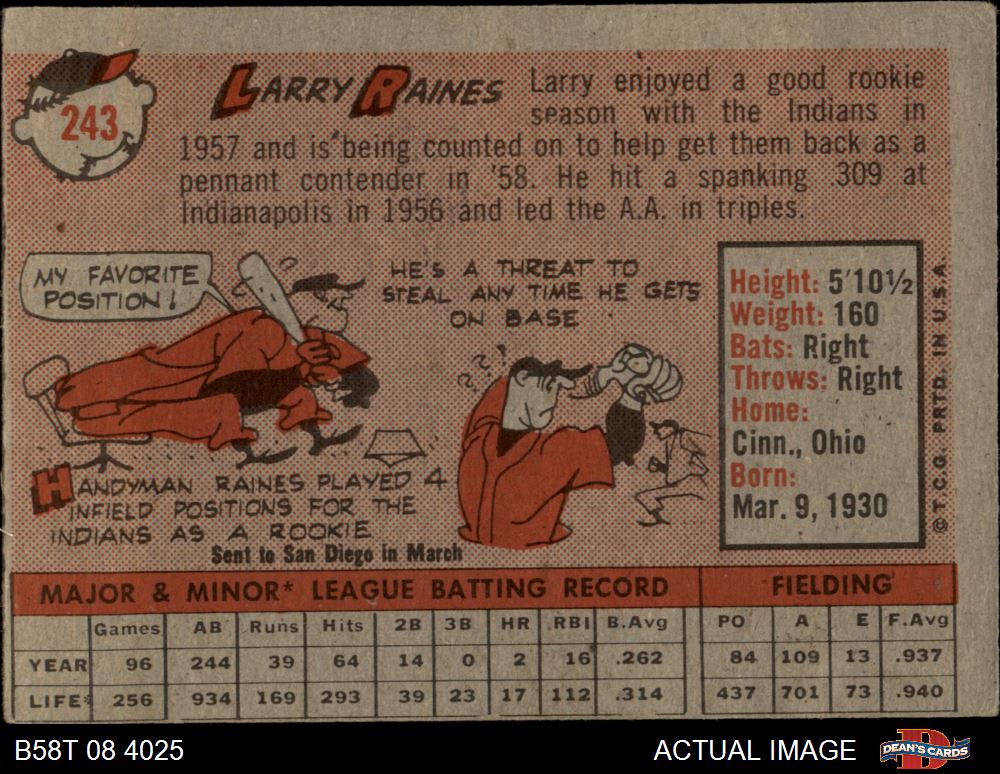 243
LARRY RAINES
Larry enjoyed a good rookie
season with the Indians in
1957 and is being counted on to help get them back as a
pennant contender in '58. He hit a spanking .309 at
Indianapolis in 1956 and led the A.A. in triples.
MY FAVORITE
POSITION!
HE'S A THREAT TO
STEAL ANY TIME HE GETS
ON BASE
? ?
HANDYMAN RAINES PLAYED 4
INFIELD POSITIONS FOR THE
INDIANS AS A ROOKIE
Sent to San Diego in March
Height: 5'10½
Weight: 160
Bats: Right
Throws: Right
Home:
Cinn., Ohio
Born:
Mar. 9, 1930
© T.C.G. PRTD. IN U.S.A.
MAJOR & MINOR* LEAGUE BATTING RECORD FIELDING
Games AB Runs Hits 2B 3B HR RBI B.Avg PO A E F.Avg
YEAR 96 244 39 64 14 0 2 16 .262 84 109 13 .937
LIFE* 256 934 169 293 39 23 17 112 .314 437 701 73 .940
B58T 08 4025 ACTUAL IMAGE DEAN'S CARDS